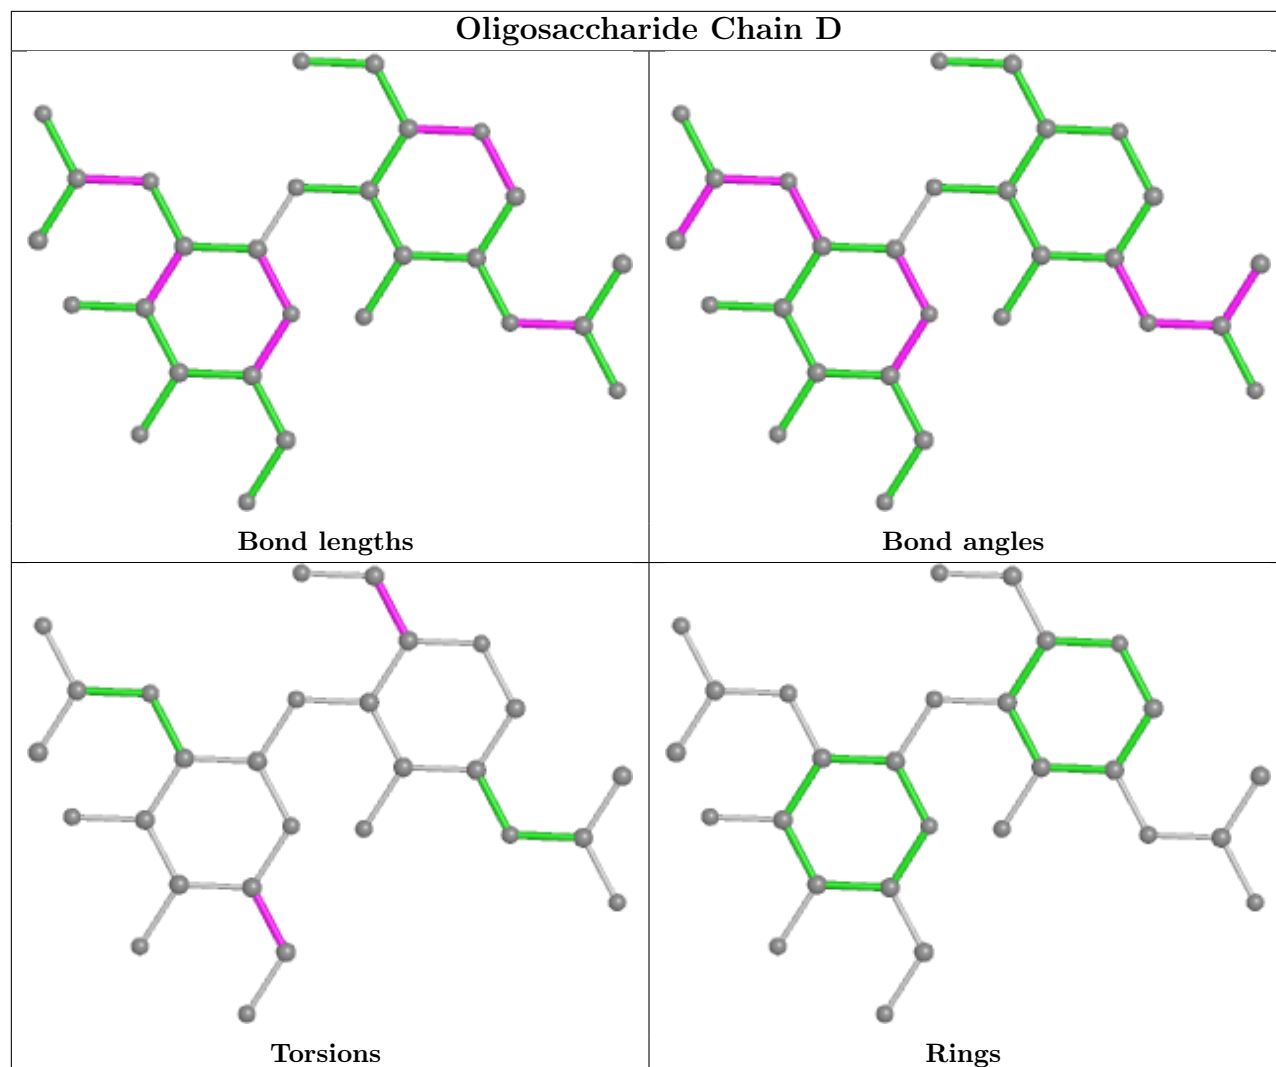 Oligosaccharide Chain D
Bond lengths
Bond angles
Torsions
Rings